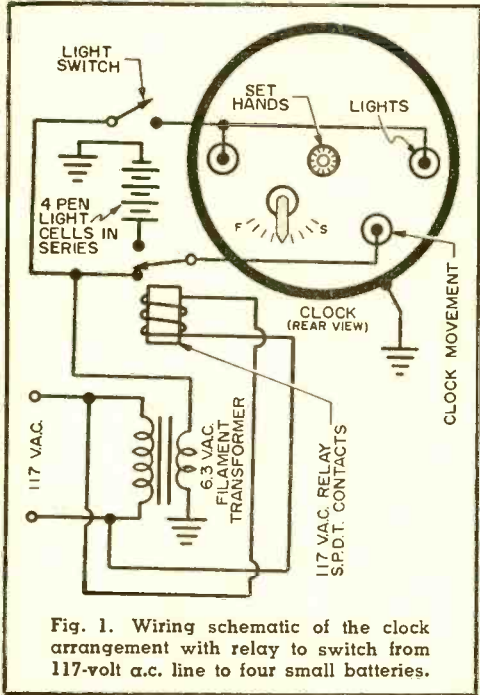 LIGHT
SWITCH
SET
HANDS
LIGHTS
4 PEN
LIGHT
CELLS IN
SERIES
F
S
CLOCK
(REAR VIEW)
CLOCK MOVEMENT
117 V.A.C.
6.3 V.A.C.
FILAMENT
TRANSFORMER
117 V.A.C. RELAY
S.P.D.T. CONTACTS
Fig. 1. Wiring schematic of the clock
arrangement with relay to switch from
117-volt a.c. line to four small batteries.